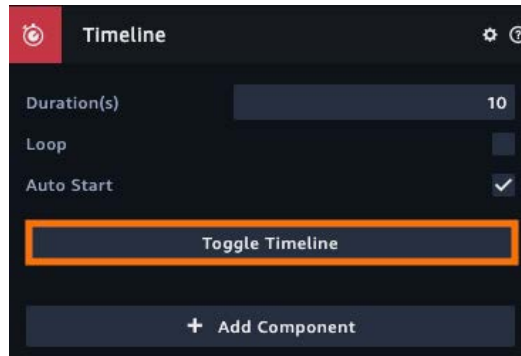 Timeline
Duration(s) 10
Loop
Auto Start
Toggle Timeline
+ Add Component